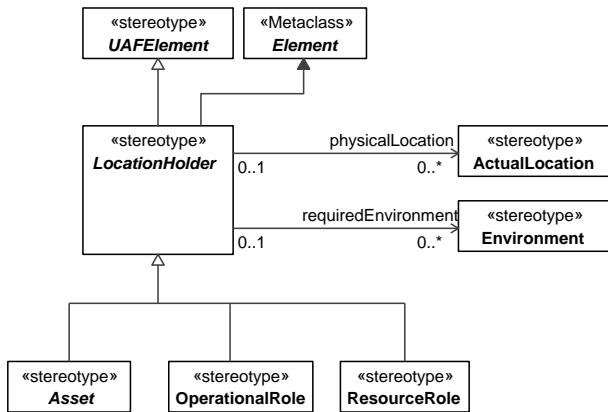 «stereotype»
UAFElement
«Metaclass»
Element
«stereotype»
LocationHolder
physicalLocation
0..1
0..*
«stereotype»
ActualLocation
requiredEnvironment
0..1
0..*
«stereotype»
Environment
«stereotype»
Asset
«stereotype»
OperationalRole
«stereotype»
ResourceRole